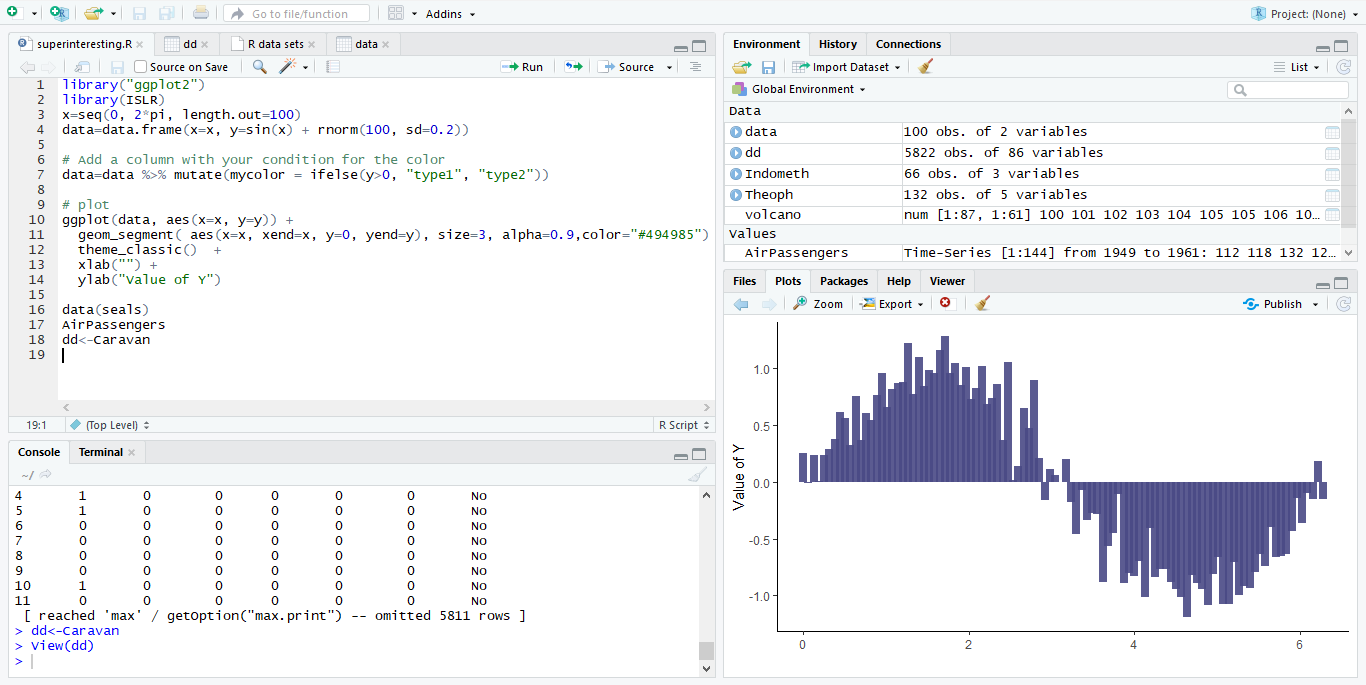 Go to file/function
Addins
Project: (None)
superinteresting.R
dd
R data sets
data
Source on Save
Run
Source
1 library("ggplot2")
2 library(ISLR)
3 x=seq(0, 2*pi, length.out=100)
4 data=data.frame(x=x, y=sin(x) + rnorm(100, sd=0.2))
5
6 # Add a column with your condition for the color
7 data=data %>% mutate(mycolor = ifelse(y>0, "type1", "type2"))
8
9 # plot
10 ggplot(data, aes(x=x, y=y)) +
11 geom_segment( aes(x=x, xend=x, y=0, yend=y), size=3, alpha=0.9,color="#494985")
12 theme_classic() +
13 xlab("") +
14 ylab("Value of Y")
15
16 data(seals)
17 AirPassengers
18 dd<-Caravan
19
19:1
(Top Level)
R Script
Console
Terminal
~/
4 1 0 0 0 0 0 No
5 1 0 0 0 0 0 No
6 0 0 0 0 0 0 No
7 0 0 0 0 0 0 No
8 0 0 0 0 0 0 No
9 0 0 0 0 0 0 No
10 1 0 0 0 0 0 No
11 0 0 0 0 0 0 No
[ reached 'max' / getOption("max.print") -- omitted 5811 rows ]
> dd<-Caravan
> View(dd)
>
Environment
History
Connections
Import Dataset
List
Global Environment
Data
data 100 obs. of 2 variables
dd 5822 obs. of 86 variables
Indometh 66 obs. of 3 variables
Theoph 132 obs. of 5 variables
volcano num [1:87, 1:61] 100 101 102 103 104 105 105 106 10...
Values
AirPassengers Time-Series [1:144] from 1949 to 1961: 112 118 132 12...
Files
Plots
Packages
Help
Viewer
Zoom
Export
Publish
Value of Y
1.0
0.5
0.0
-0.5
-1.0
0 2 4 6